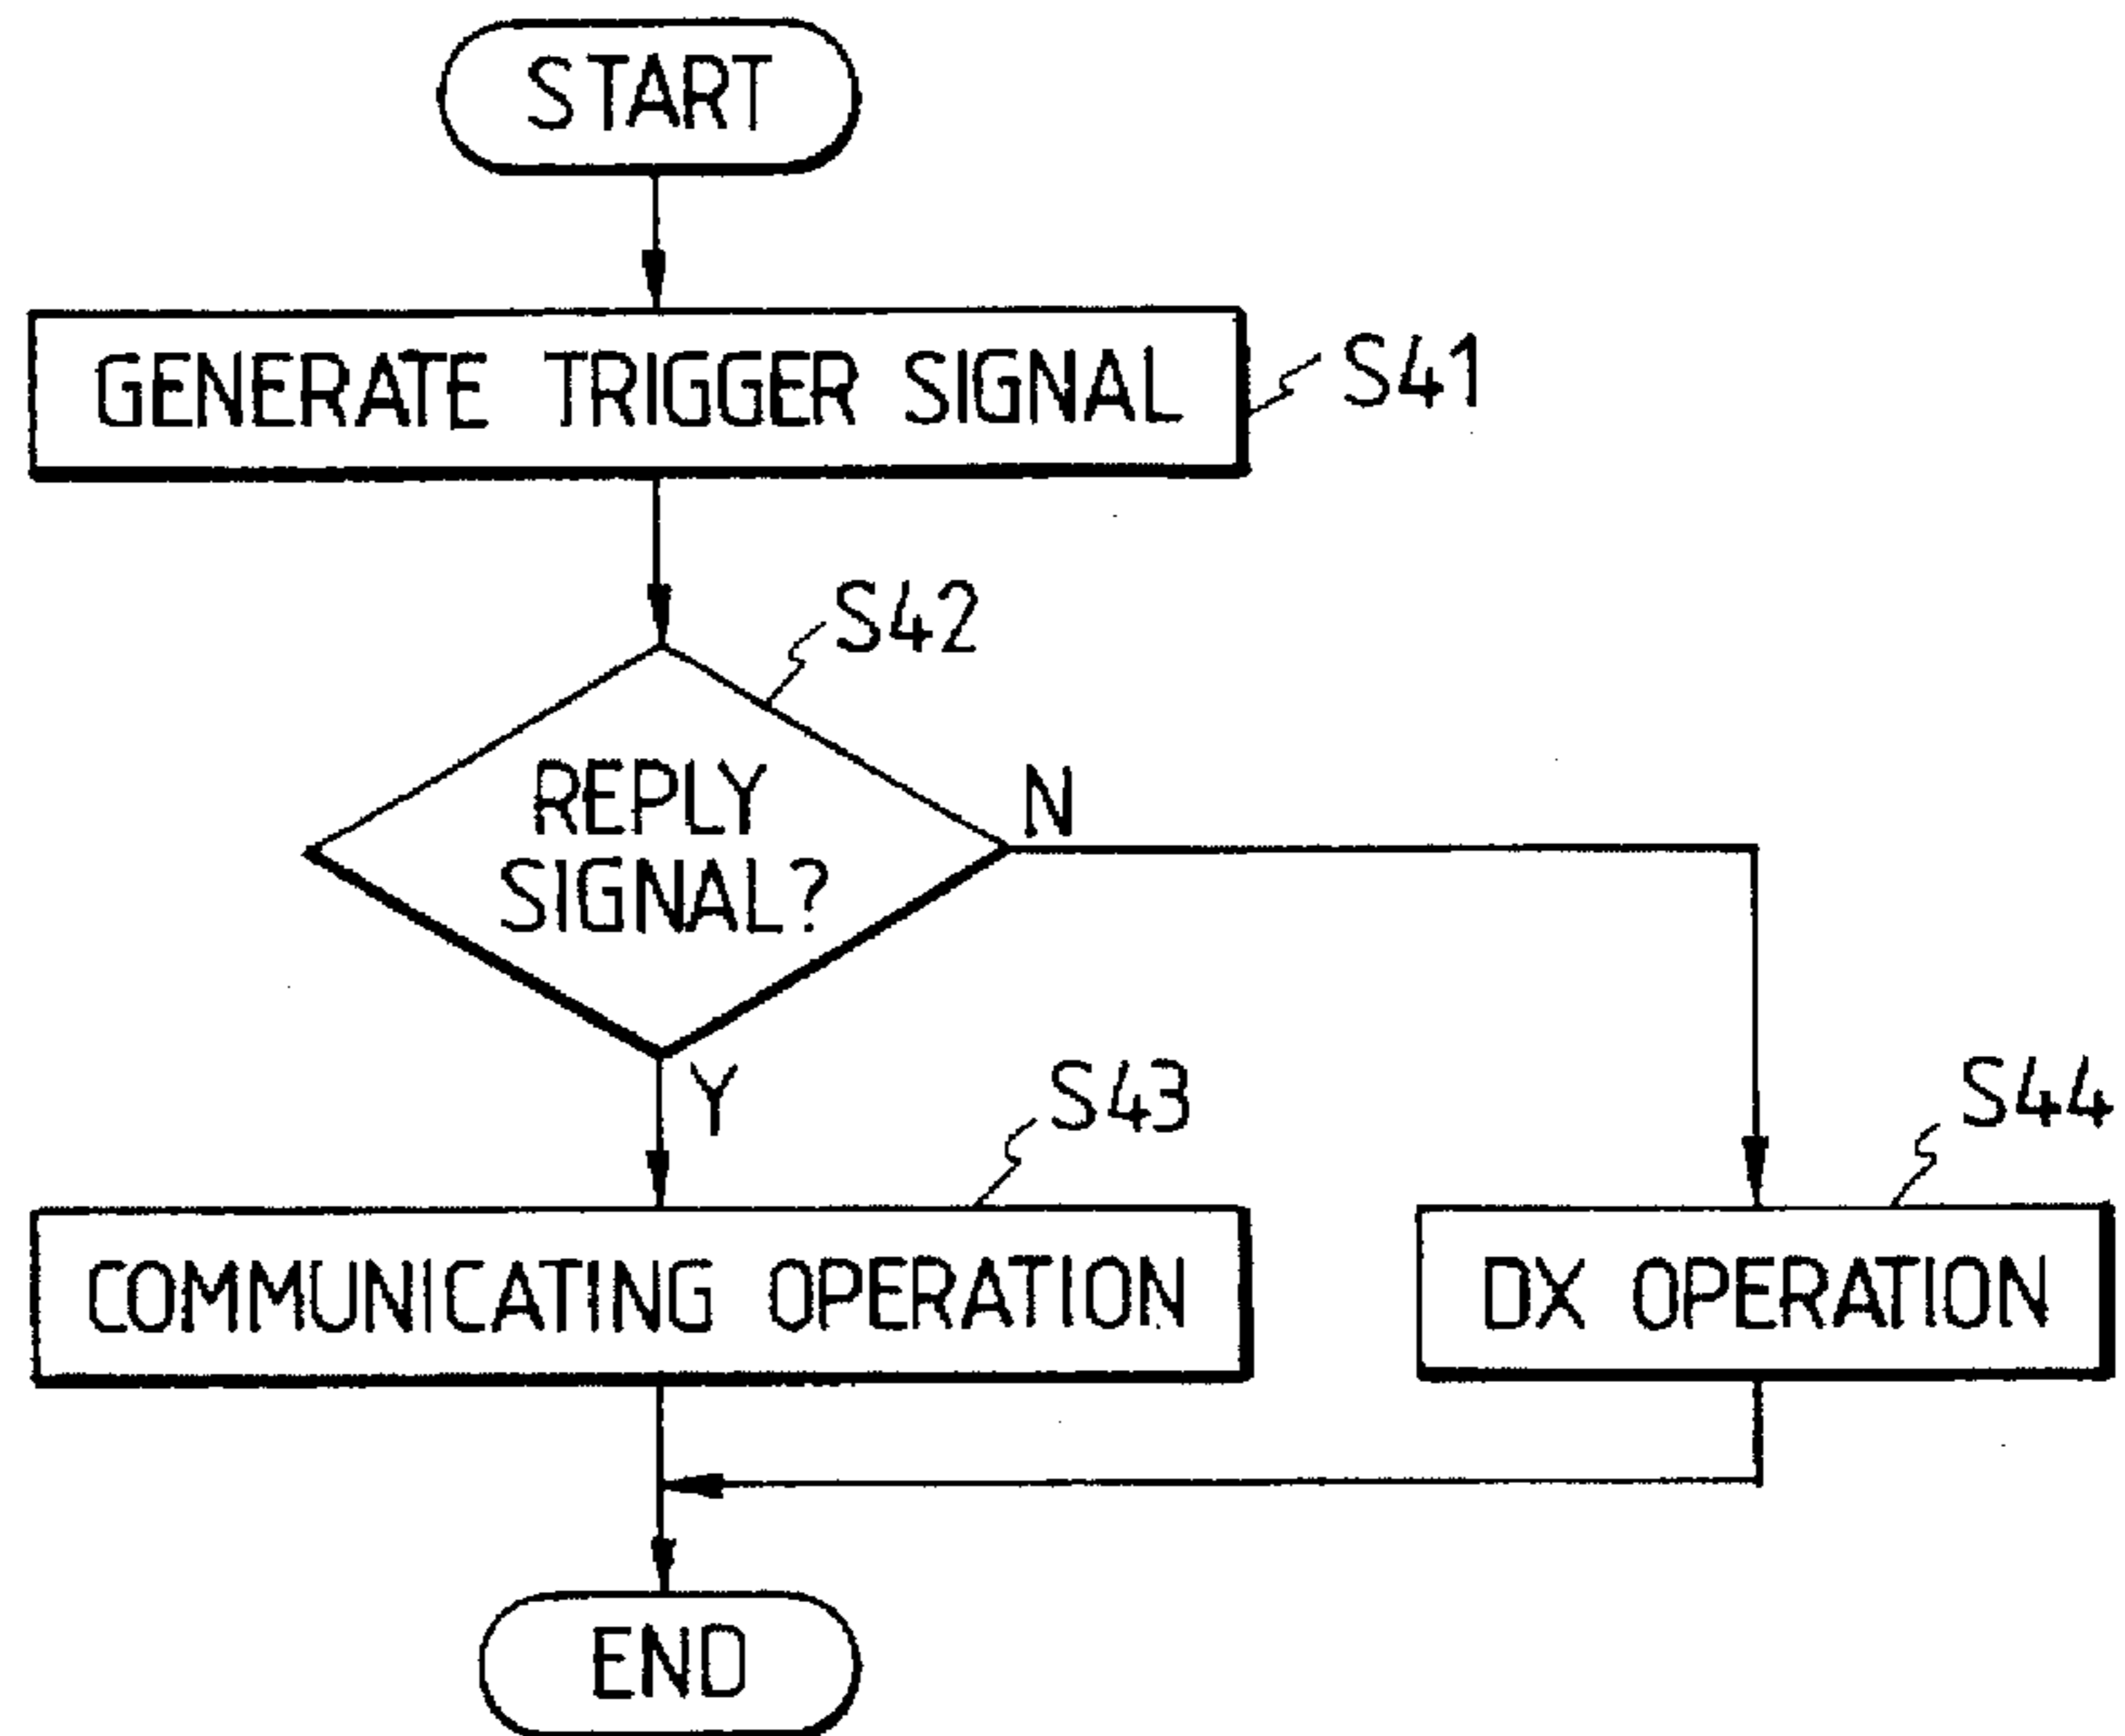 START
GENERATE TRIGGER SIGNAL
S41
S42
REPLY
SIGNAL?
N
Y
S43
S44
COMMUNICATING OPERATION
DX OPERATION
END